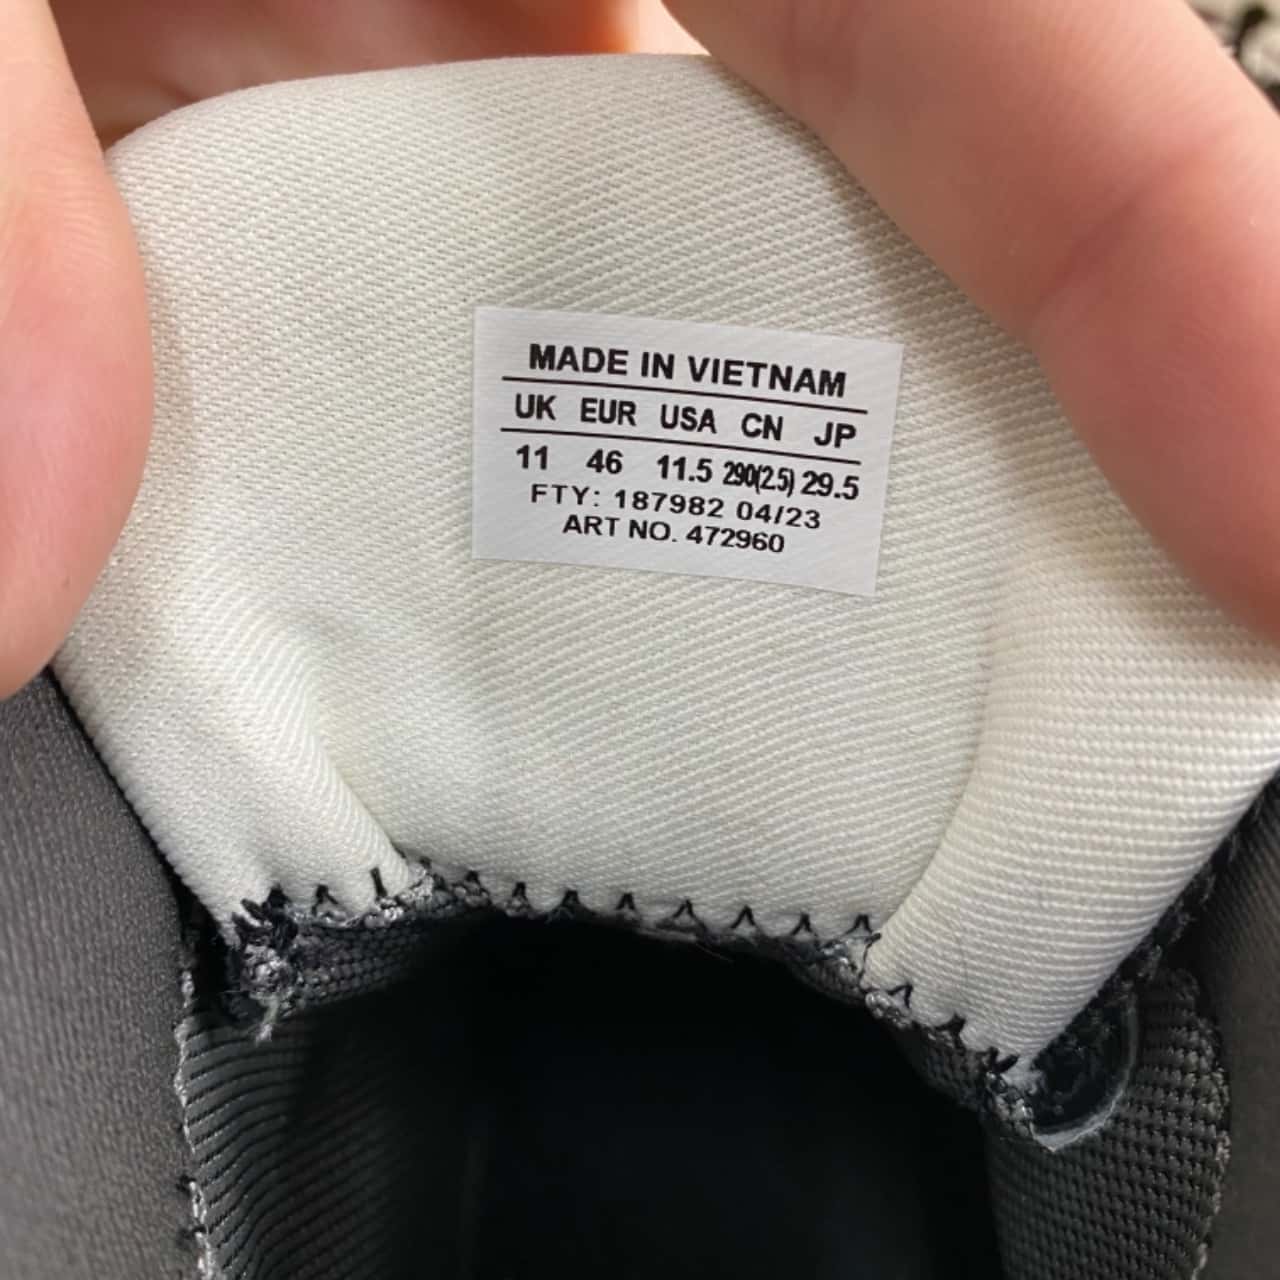 MADE IN VIETNAM
UK EUR USA CN JP
11 46 11.5 290(2.5) 29.5
FTY: 187982 04/23
ART NO. 472960